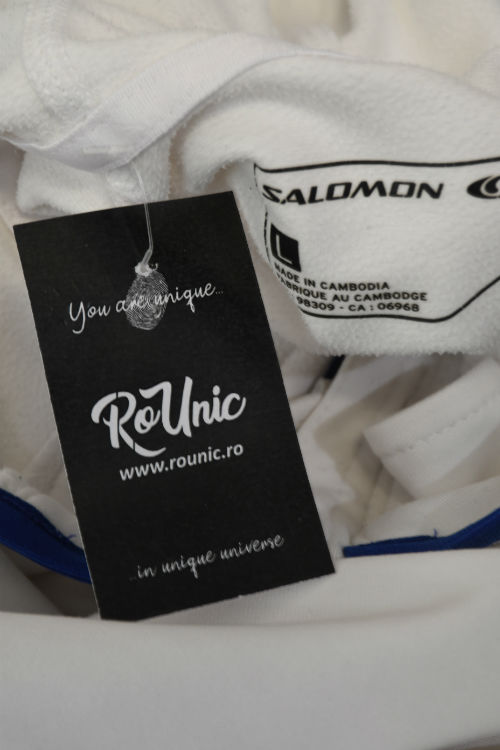 SALOMON
L
MADE IN CAMBODIA
FABRIQUE AU CAMBODGE
98309 - CA : 06968
You are unique...
RoUnic
www.rounic.ro
...in unique universe